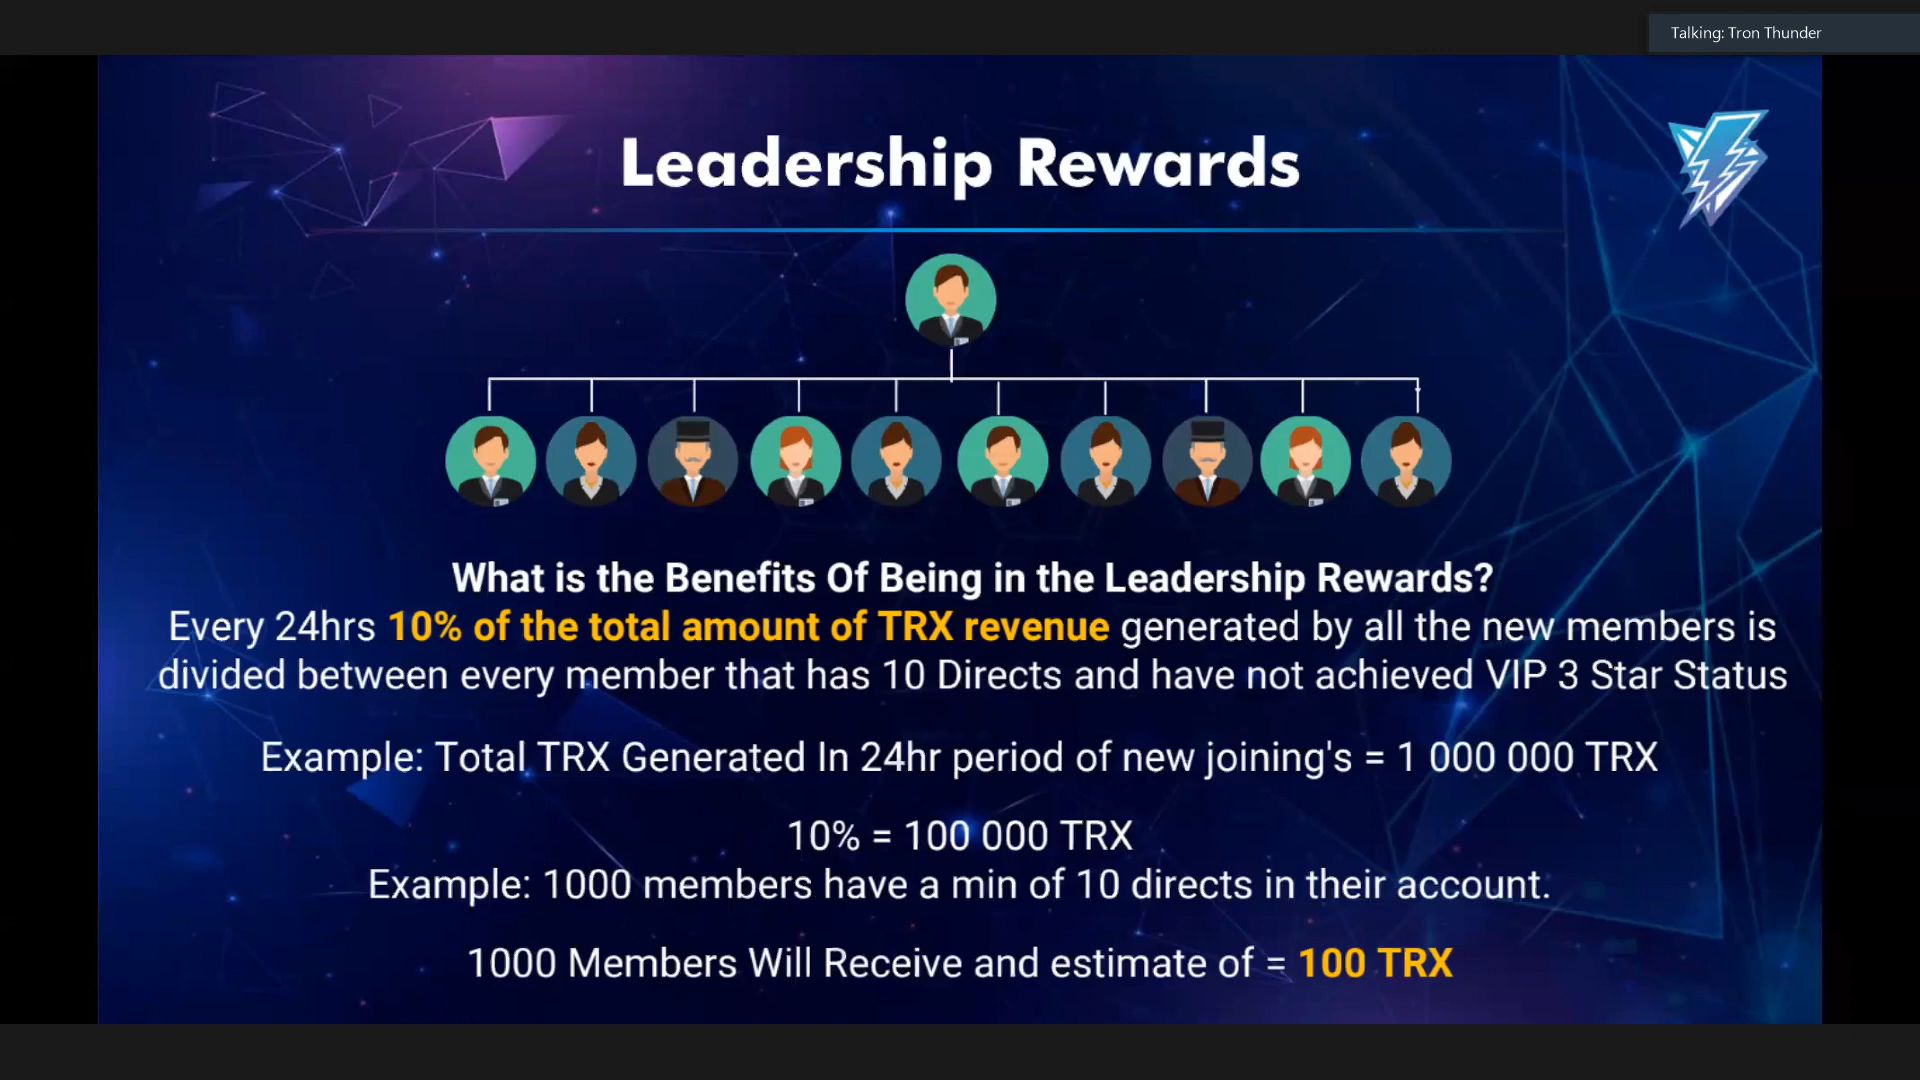 Talking: Tron Thunder
Leadership Rewards
What is the Benefits Of Being in the Leadership Rewards?
Every 24hrs 10% of the total amount of TRX revenue generated by all the new members is
divided between every member that has 10 Directs and have not achieved VIP 3 Star Status
Example: Total TRX Generated In 24hr period of new joining's = 1 000 000 TRX
10% = 100 000 TRX
Example: 1000 members have a min of 10 directs in their account.
1000 Members Will Receive and estimate of = 100 TRX